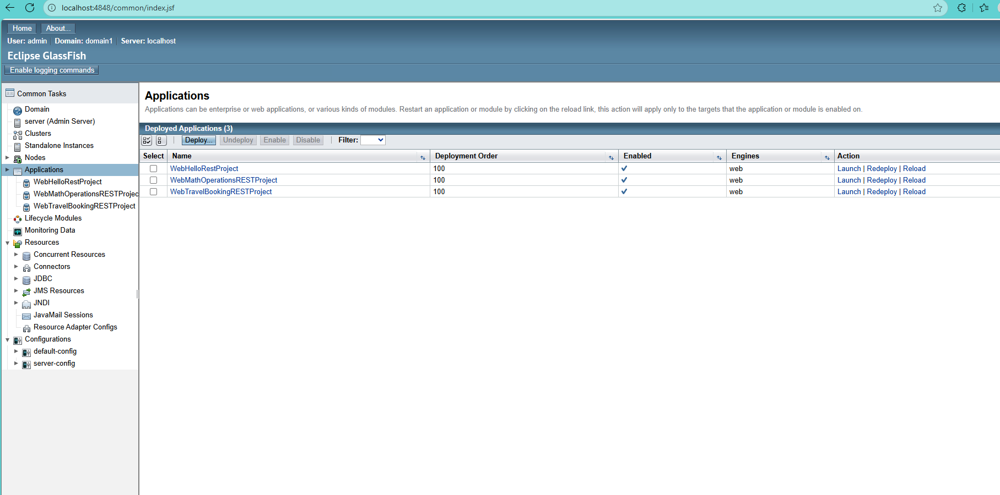 localhost:4848/common/index.jsf
Home About...
User: admin Domain: domain1 Server: localhost
Eclipse GlassFish
Enable logging commands
Common Tasks
Domain
server (Admin Server)
Clusters
Standalone Instances
Nodes
Applications
WebHelloRestProject
WebMathOperationsRESTProjec
WebTravelBookingRESTProject
Lifecycle Modules
Monitoring Data
Resources
Concurrent Resources
Connectors
JDBC
JMS Resources
JNDI
JavaMail Sessions
Resource Adapter Configs
Configurations
default-config
server-config
Applications
Applications can be enterprise or web applications, or various kinds of modules. Restart an application or module by clicking on the reload link, this action will apply only to the targets that the application or module is enabled on.
Deployed Applications (3)
Deploy... Undeploy Enable Disable Filter:
Select Name Deployment Order Enabled Engines Action
WebHelloRestProject 100 web Launch | Redeploy | Reload
WebMathOperationsRESTProject 100 web Launch | Redeploy | Reload
WebTravelBookingRESTProject 100 web Launch | Redeploy | Reload